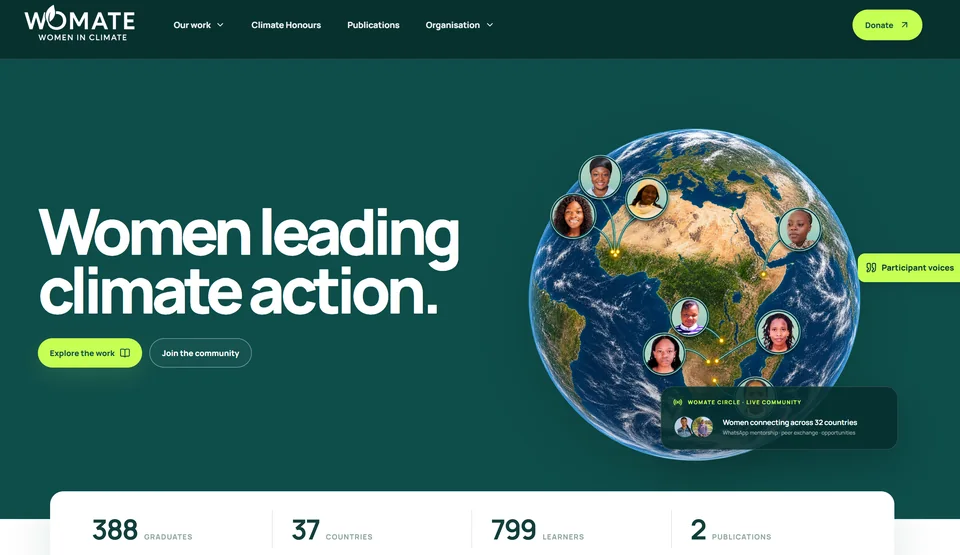 WOMATE
WOMEN IN CLIMATE
Our work
Climate Honours
Publications
Organisation
Donate
Women leading
climate action.
Explore the work
Join the community
Participant voices
WOMATE CIRCLE · LIVE COMMUNITY
Women connecting across 32 countries
WhatsApp mentorship · peer exchange · opportunities
388 GRADUATES
37 COUNTRIES
799 LEARNERS
2 PUBLICATIONS